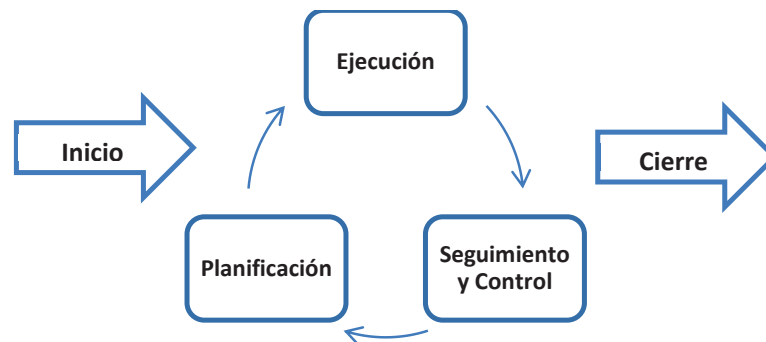 Ejecución
Inicio
Cierre
Planificación
Seguimiento
y Control